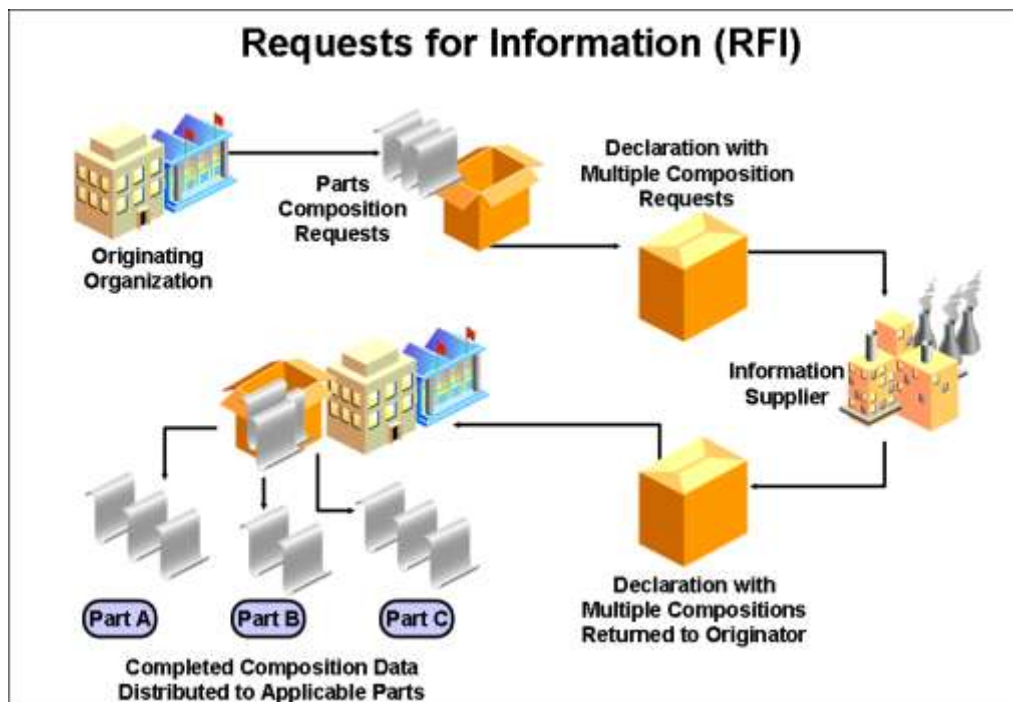 Requests for Information (RFI)
Originating
Organization
Parts
Composition
Requests
Declaration with
Multiple Composition
Requests
Information
Supplier
Declaration with
Multiple Compositions
Returned to Originator
Part A
Part B
Part C
Completed Composition Data
Distributed to Applicable Parts